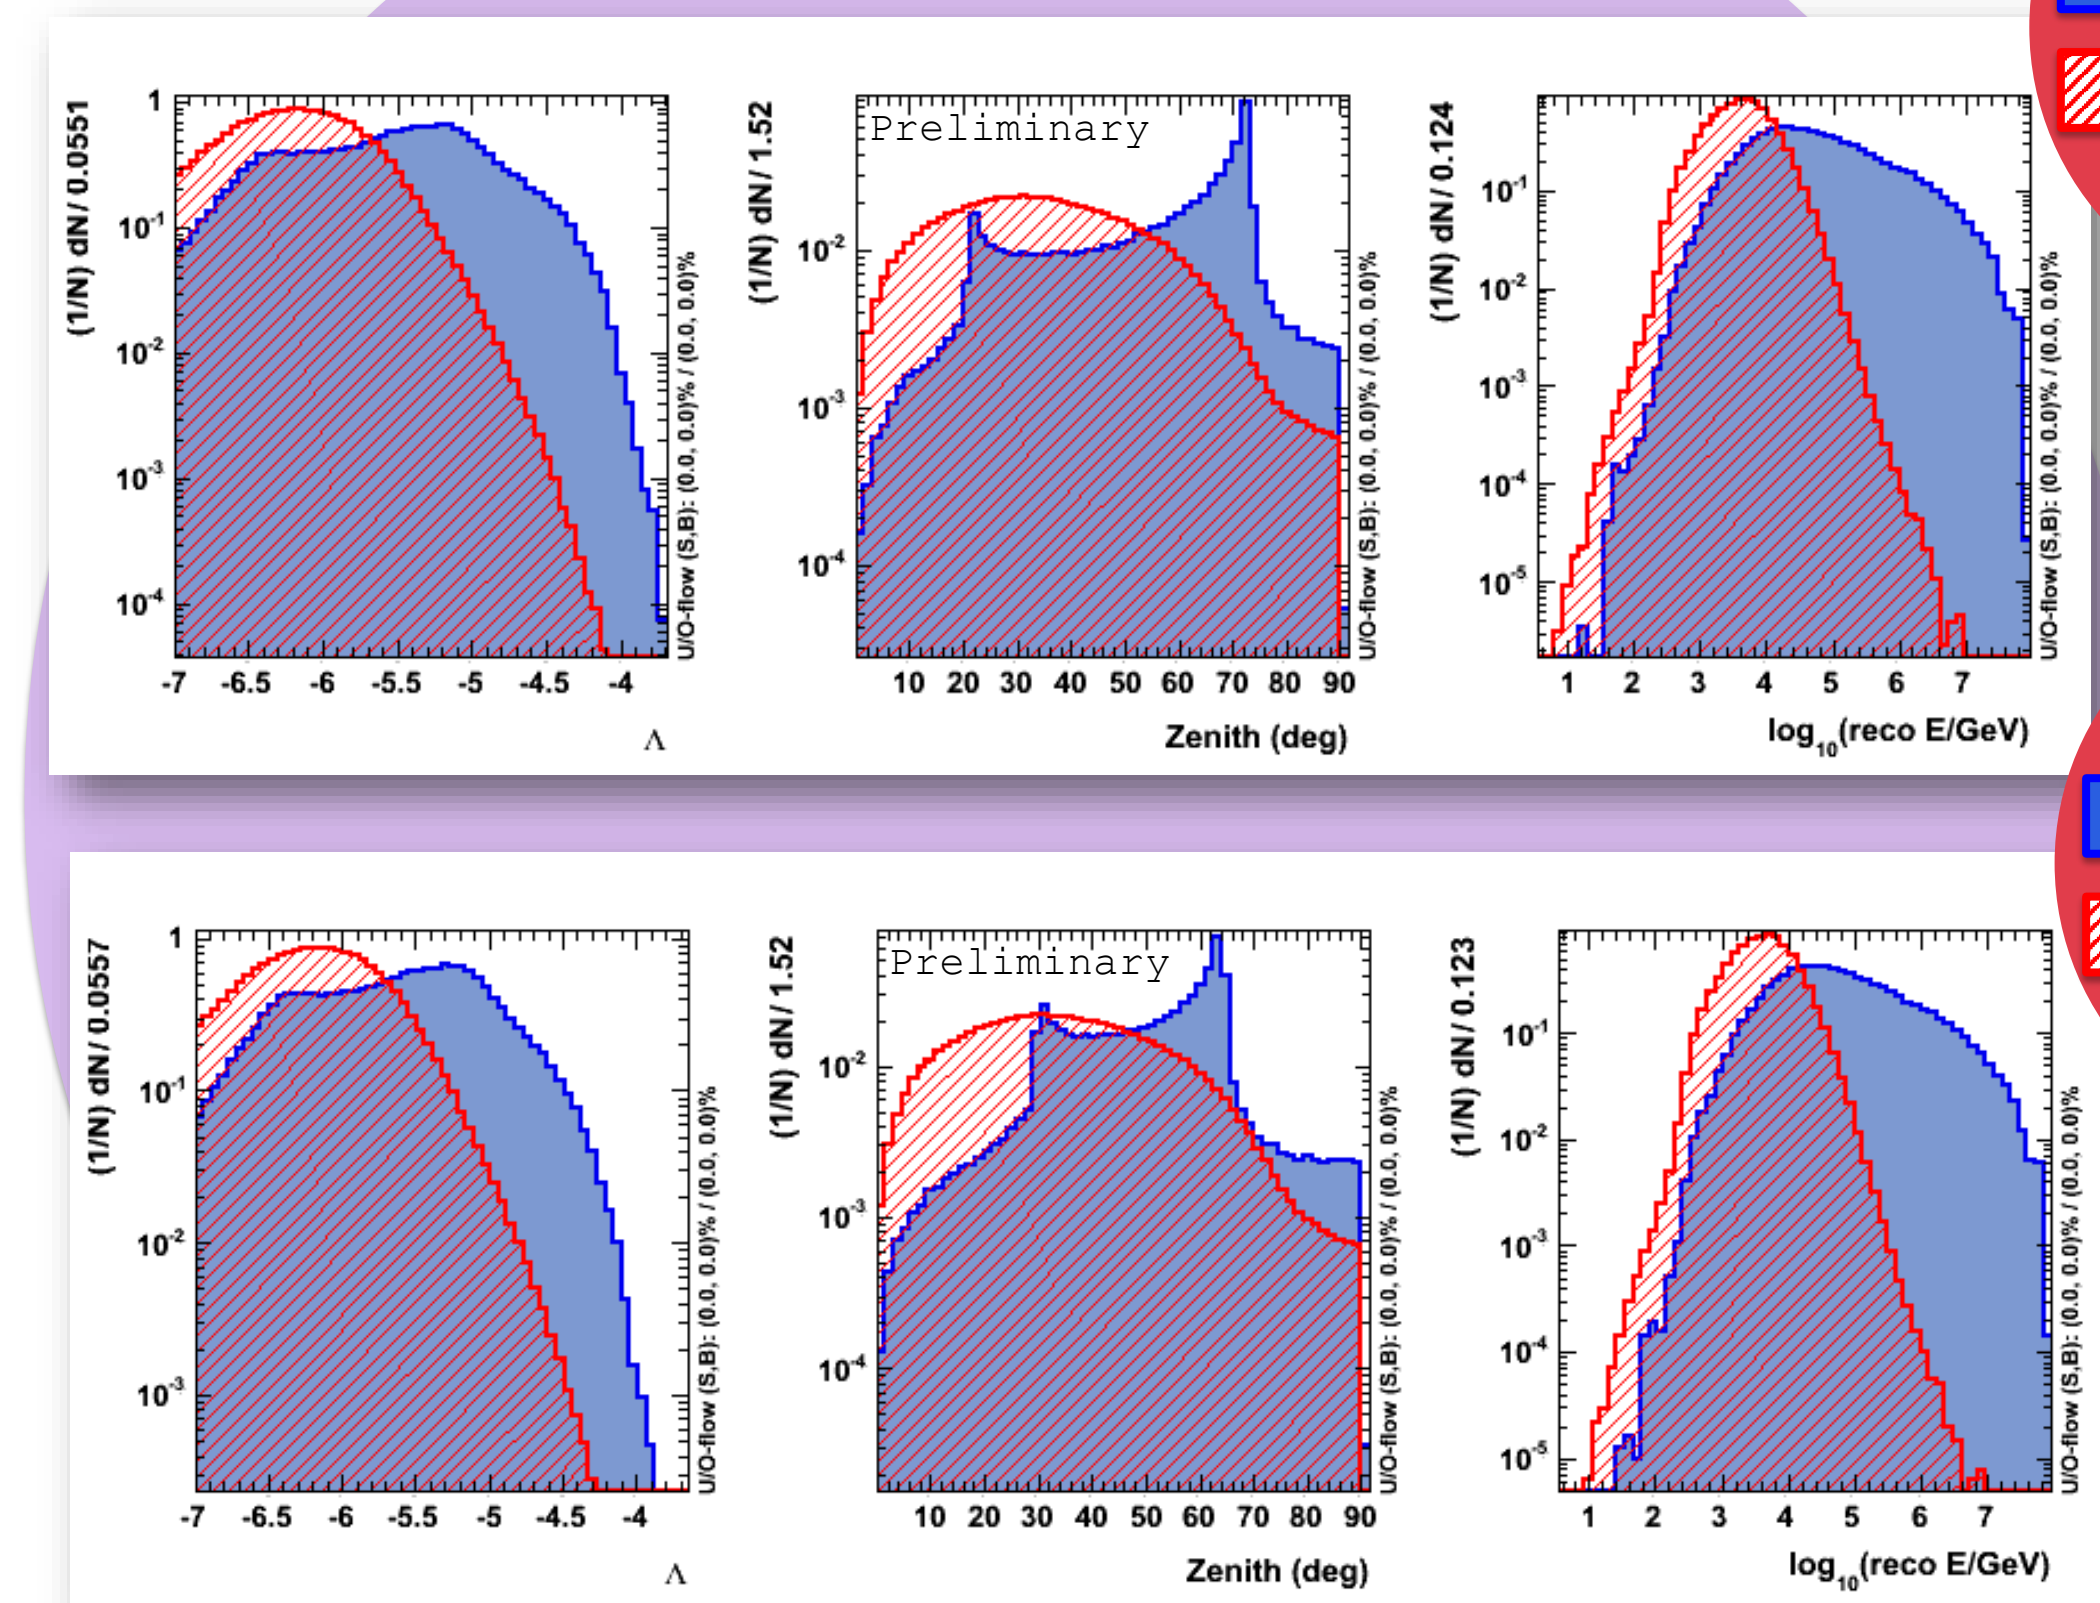 (1/N) dN/ 0.0551
1
10⁻¹
10⁻²
10⁻³
10⁻⁴
-7 -6.5 -6 -5.5 -5 -4.5 -4
Λ
U/O-flow (S,B): (0.0, 0.0)% / (0.0, 0.0)%
(1/N) dN/ 1.52
Preliminary
10⁻²
10⁻³
10⁻⁴
10 20 30 40 50 60 70 80 90
Zenith (deg)
U/O-flow (S,B): (0.0, 0.0)% / (0.0, 0.0)%
(1/N) dN/ 0.124
10⁻¹
10⁻²
10⁻³
10⁻⁴
10⁻⁵
1 2 3 4 5 6 7
log₁₀(reco E/GeV)
U/O-flow (S,B): (0.0, 0.0)% / (0.0, 0.0)%
(1/N) dN/ 0.0557
1
10⁻¹
10⁻²
10⁻³
-7 -6.5 -6 -5.5 -5 -4.5 -4
Λ
U/O-flow (S,B): (0.0, 0.0)% / (0.0, 0.0)%
(1/N) dN/ 1.52
Preliminary
10⁻²
10⁻³
10⁻⁴
10 20 30 40 50 60 70 80 90
Zenith (deg)
U/O-flow (S,B): (0.0, 0.0)% / (0.0, 0.0)%
(1/N) dN/ 0.123
10⁻¹
10⁻²
10⁻³
10⁻⁴
10⁻⁵
1 2 3 4 5 6 7
log₁₀(reco E/GeV)
U/O-flow (S,B): (0.0, 0.0)% / (0.0, 0.0)%